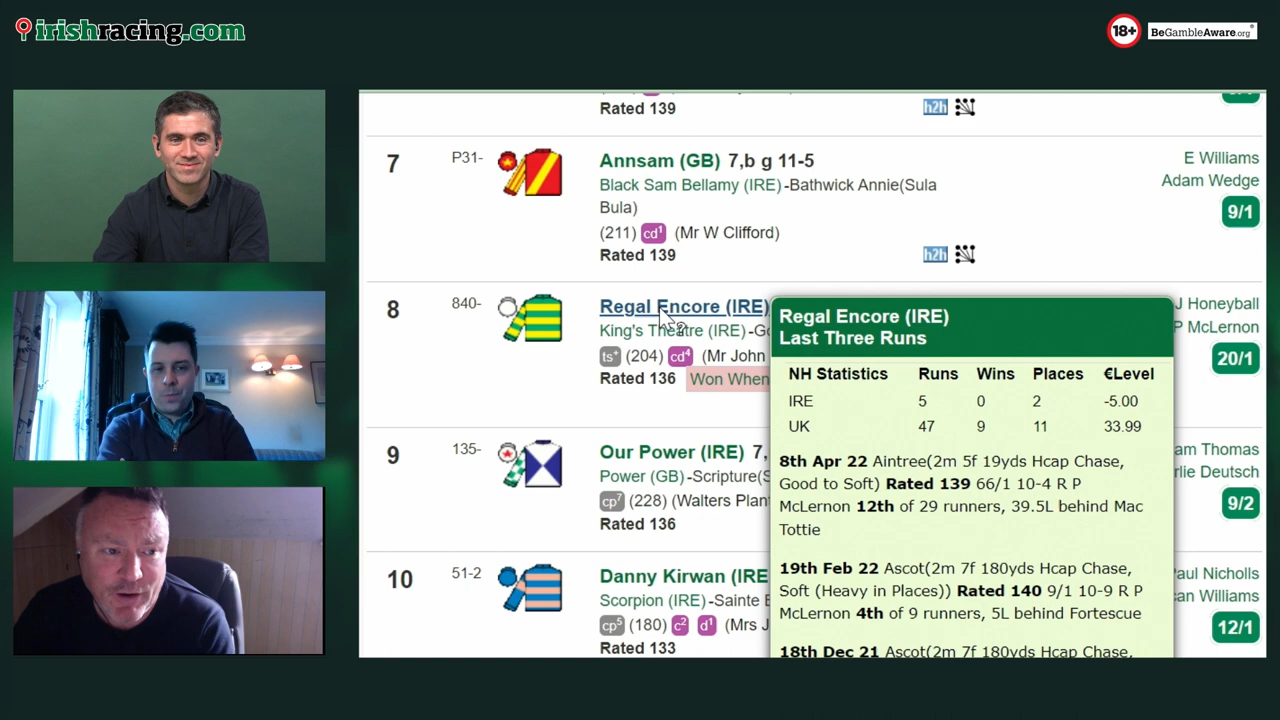 irishracing.com
18+
BeGambleAware.org®
Rated 139
h2h
7
P31-
Annsam (GB) 7,b g 11-5
Black Sam Bellamy (IRE) -Bathwick Annie(Sula
Bula)
(211) cd1 (Mr W Clifford)
Rated 139
h2h
E Williams
Adam Wedge
9/1
8
840-
Regal Encore (IRE)
King's Theatre (IRE) -Go
ts+ (204) cd4 (Mr John
Rated 136 Won When
J Honeyball
P McLernon
20/1
Regal Encore (IRE)
Last Three Runs
NH Statistics Runs Wins Places €Level
IRE 5 0 2 -5.00
UK 47 9 11 33.99
8th Apr 22 Aintree(2m 5f 19yds Hcap Chase,
Good to Soft) Rated 139 66/1 10-4 R P
McLernon 12th of 29 runners, 39.5L behind Mac
Tottie
19th Feb 22 Ascot(2m 7f 180yds Hcap Chase,
Soft (Heavy in Places)) Rated 140 9/1 10-9 R P
McLernon 4th of 9 runners, 5L behind Fortescue
18th Dec 21 Ascot(2m 7f 180yds Hcap Chase,
9
135-
Our Power (IRE) 7,
Power (GB) -Scripture(S
cp7 (228) (Walters Plant
Rated 136
am Thomas
rlie Deutsch
9/2
10
51-2
Danny Kirwan (IRE
Scorpion (IRE) -Sainte B
cp5 (180) c2 d1 (Mrs J
Rated 133
Paul Nicholls
an Williams
12/1